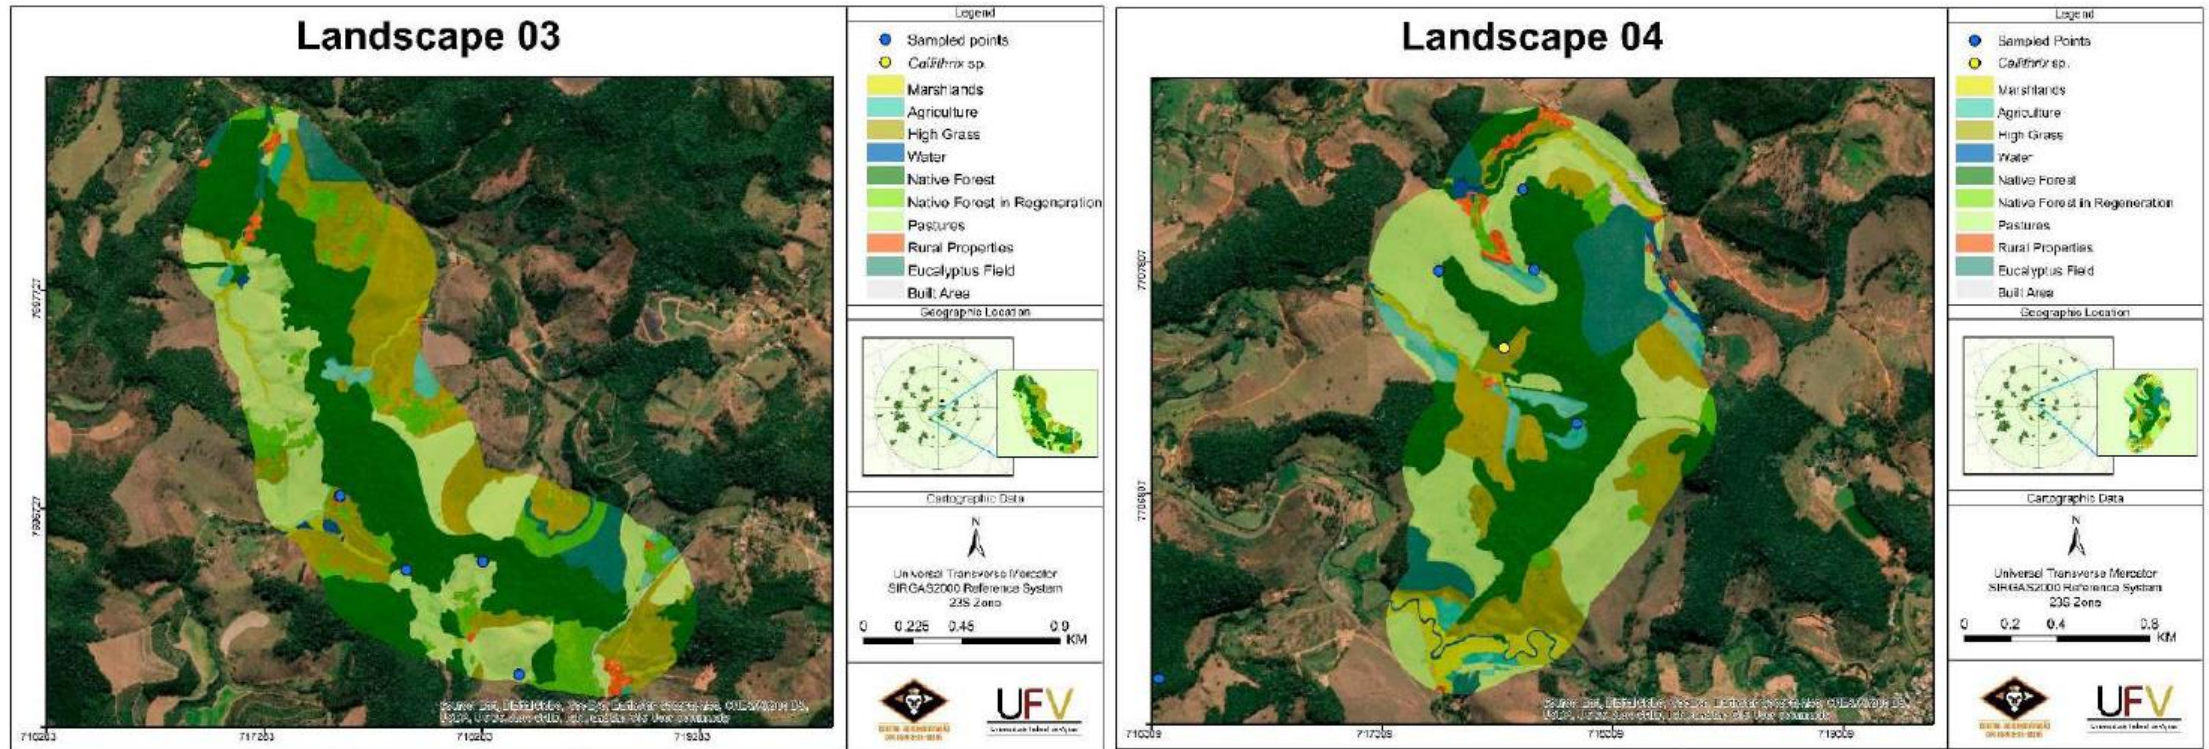 Landscape 03
Legend
Sampled points
Callithrix sp.
Marshlands
Agriculture
High Grass
Water
Native Forest
Native Forest in Regeneration
Pastures
Rural Properties
Eucalyptus Field
Built Area
Geographic Location
Cartographic Data
N
Universal Transverse Mercator
SIRGAS2000 Reference System
23S Zone
0 0.225 0.45 0.9
KM
UFV
717283
719283
Landscape 04
Legend
Sampled Points
Callithrix sp.
Marshlands
Agriculture
High Grass
Water
Native Forest
Native Forest in Regeneration
Pastures
Rural Properties
Eucalyptus Field
Built Area
Geographic Location
Cartographic Data
N
Universal Transverse Mercator
SIRGAS2000 Reference System
23S Zone
0 0.2 0.4 0.8
KM
UFV